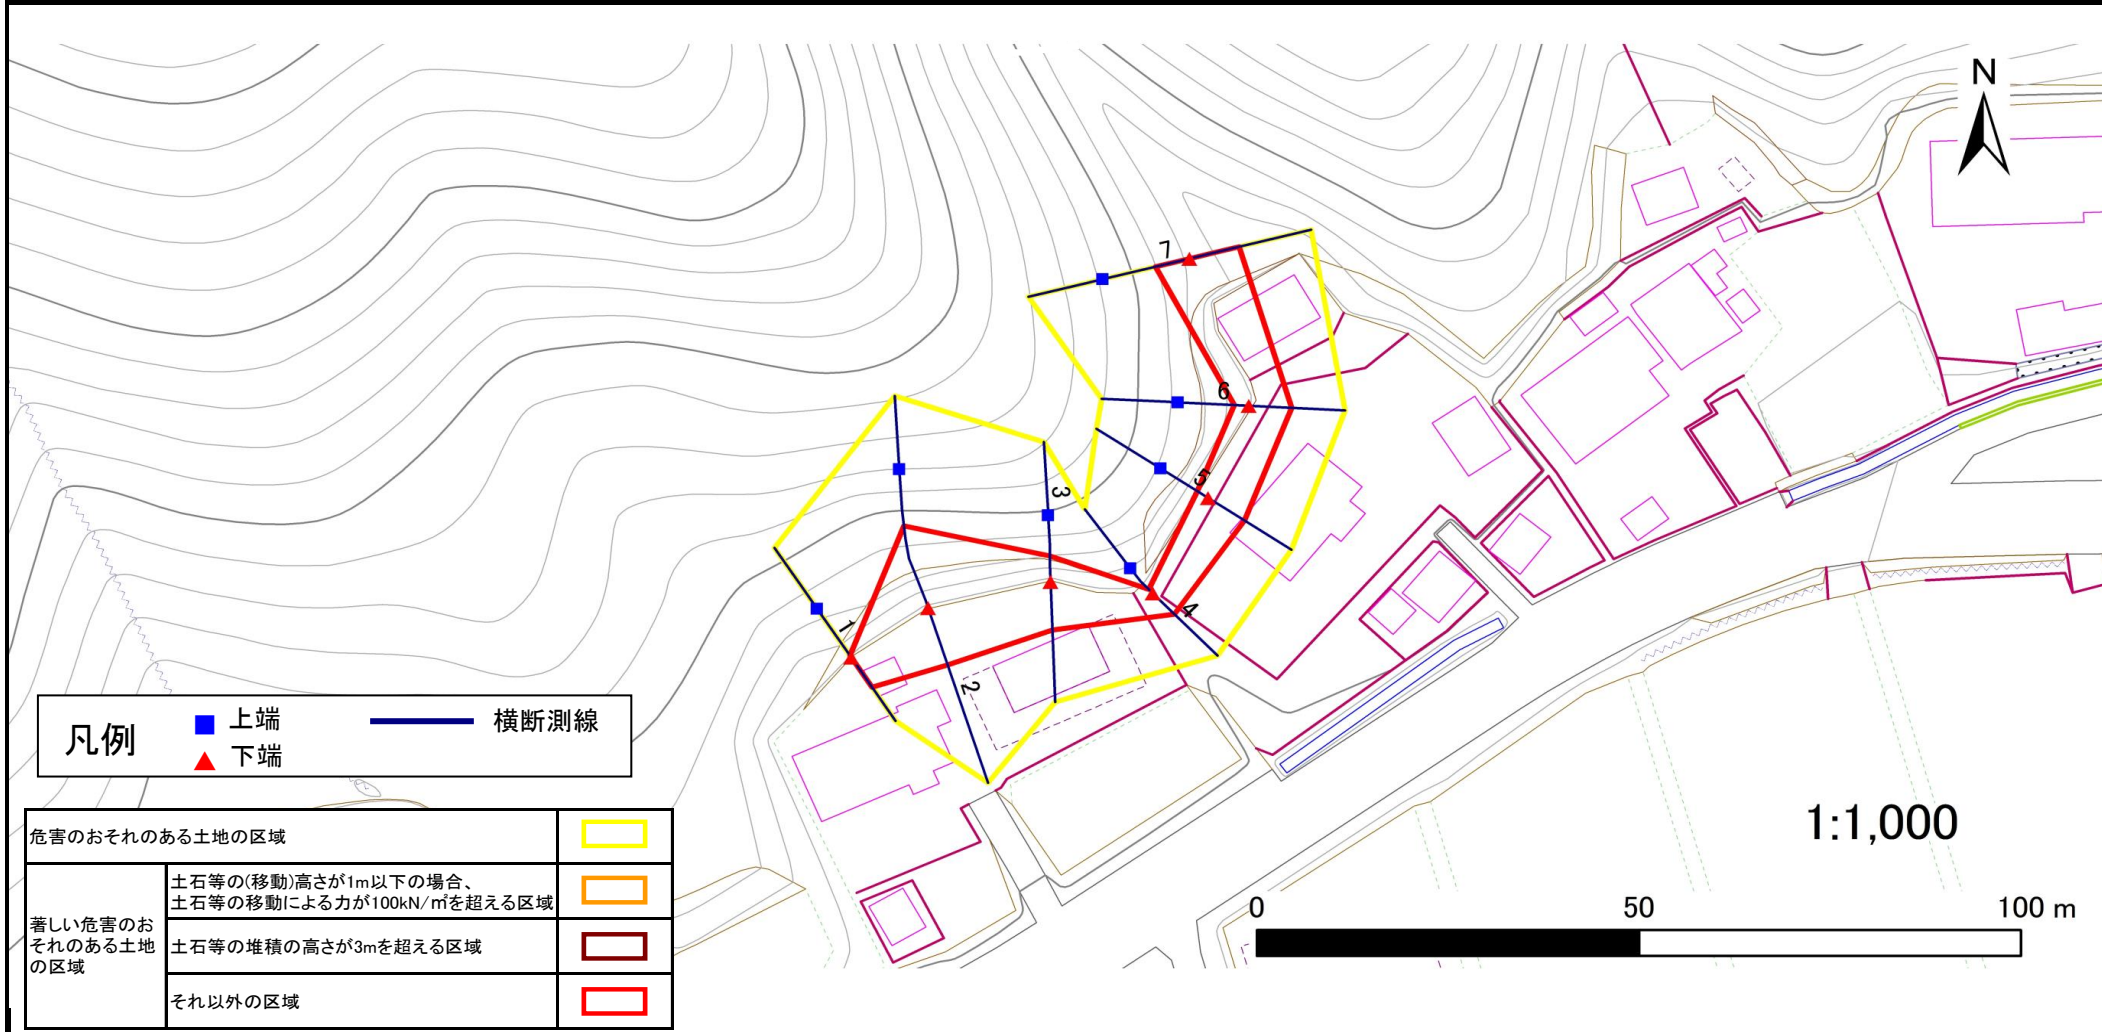 N
7
6
5
3
4
1
2
凡例
上端
横断測線
下端
危害のおそれのある土地の区域
著しい危害のお
それのある土地
の区域
土石等の(移動)高さが1m以下の場合、
土石等の移動による力が100kN/㎡を超える区域
土石等の堆積の高さが3mを超える区域
それ以外の区域
1:1,000
0 50 100 m